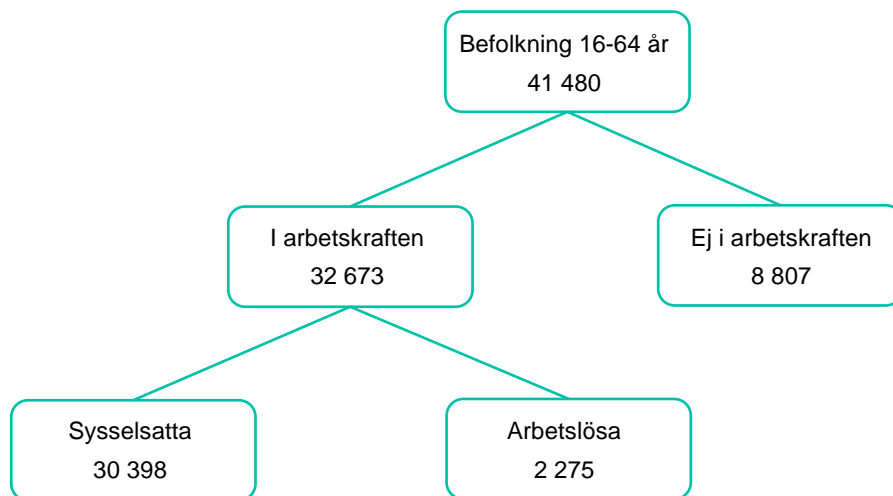 Befolkning 16-64 år
41 480
I arbetskraften
32 673
Ej i arbetskraften
8 807
Sysselsatta
30 398
Arbetslösa
2 275